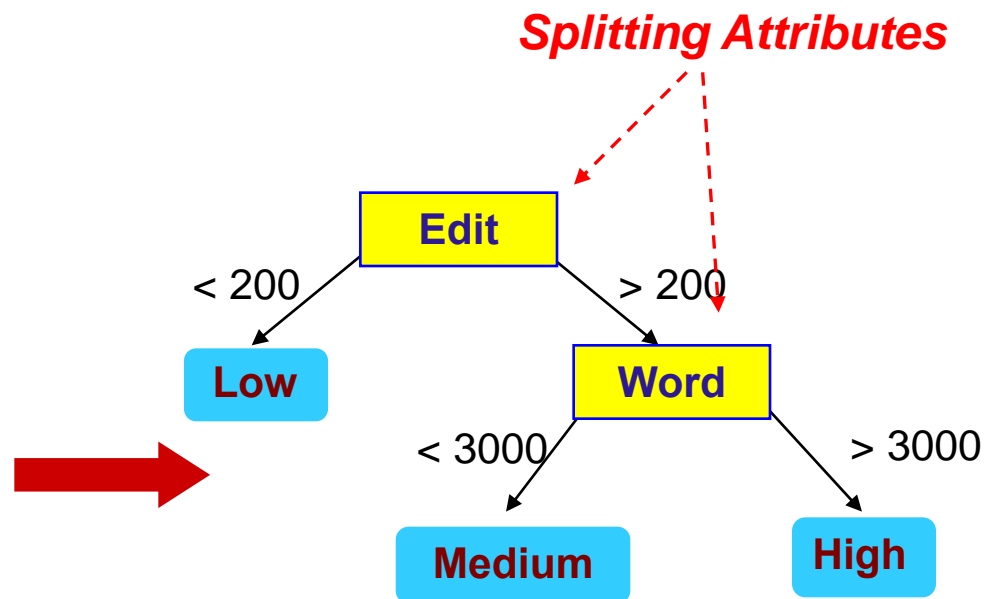 Splitting Attributes
Edit
< 200
> 200
Low
Word
< 3000
> 3000
Medium
High